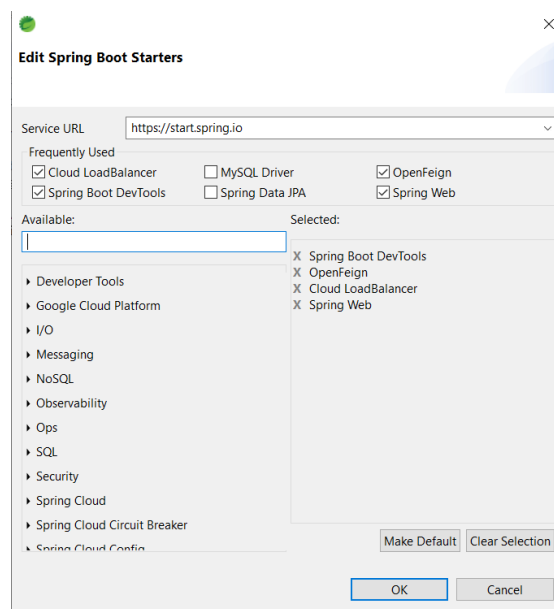 Edit Spring Boot Starters
Service URL https://start.spring.io
Frequently Used
Cloud LoadBalancer MySQL Driver OpenFeign
Spring Boot DevTools Spring Data JPA Spring Web
Available: Selected:
X Spring Boot DevTools
X OpenFeign
X Cloud LoadBalancer
X Spring Web
Developer Tools
Google Cloud Platform
I/O
Messaging
NoSQL
Observability
Ops
SQL
Security
Spring Cloud
Spring Cloud Circuit Breaker
Spring Cloud Config
Make Default Clear Selection
OK Cancel